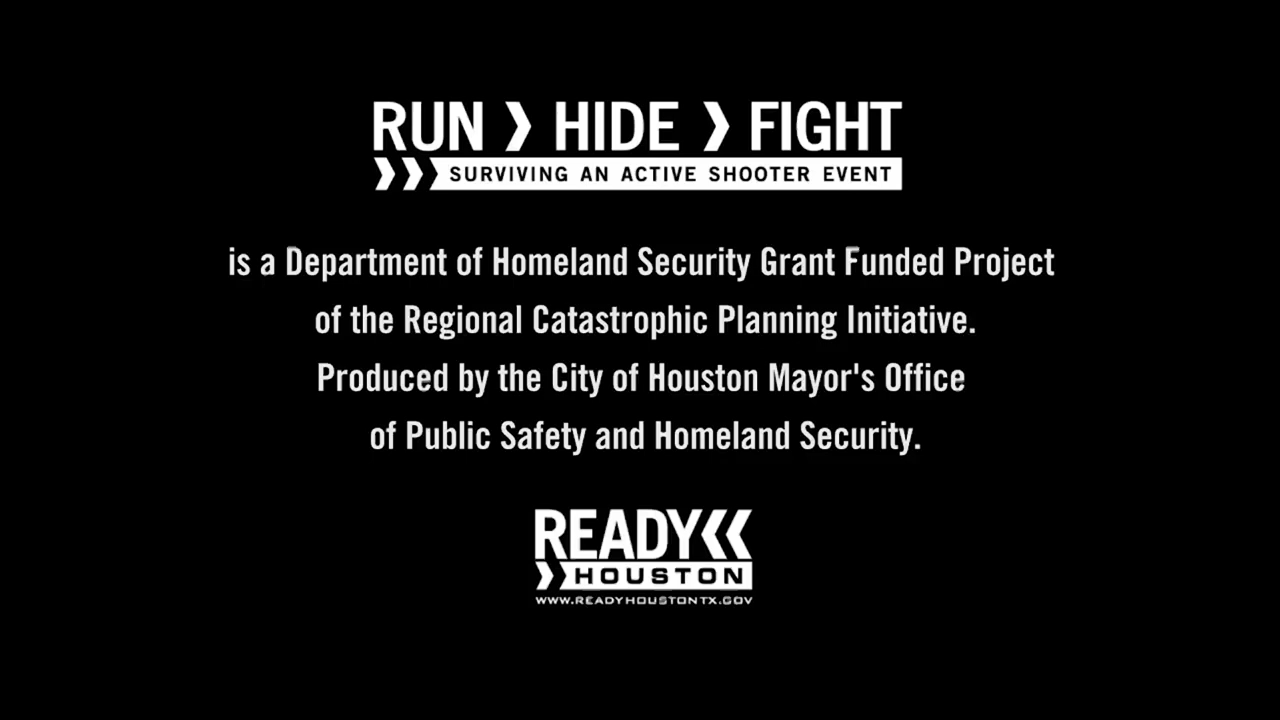 RUN > HIDE > FIGHT
SURVIVING AN ACTIVE SHOOTER EVENT
is a Department of Homeland Security Grant Funded Project
of the Regional Catastrophic Planning Initiative.
Produced by the City of Houston Mayor's Office
of Public Safety and Homeland Security.
READY
HOUSTON
WWW.READYHOUSTONTX.GOV